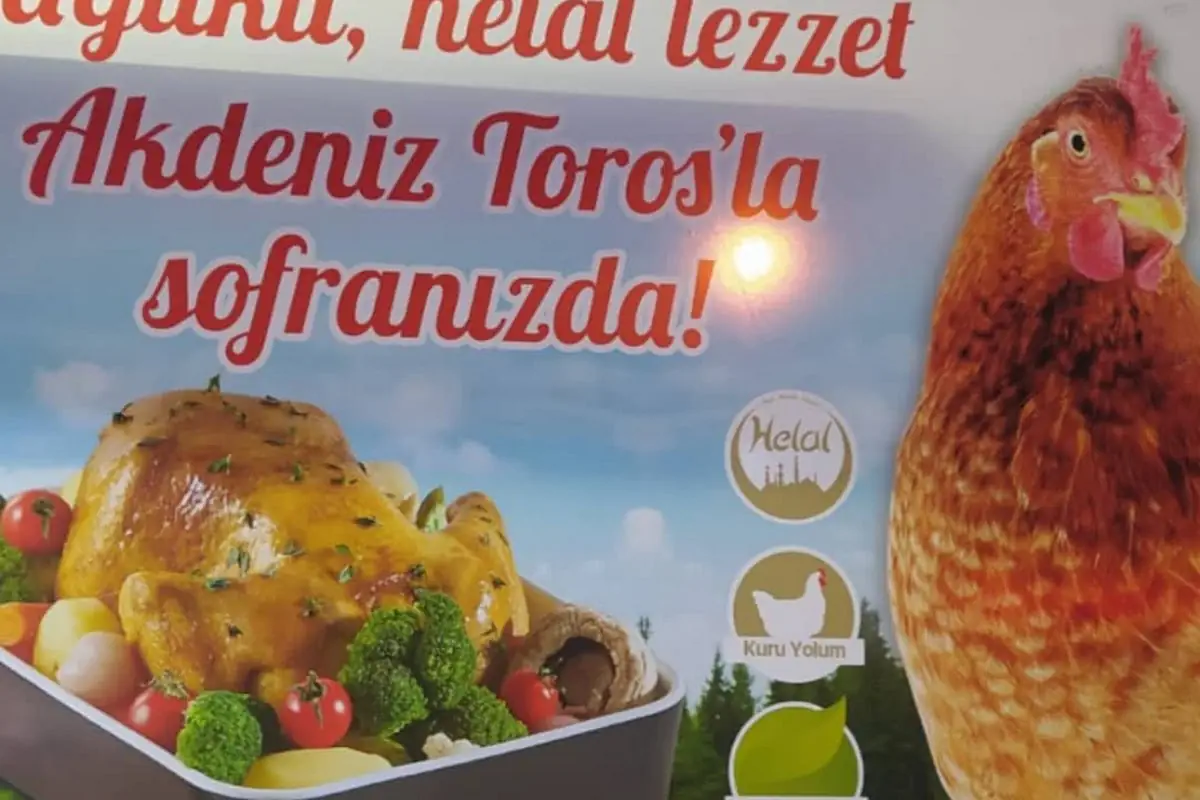 helal lezzet
Akdeniz Toros'la
sofranızda!
Helal
Kuru Yolum